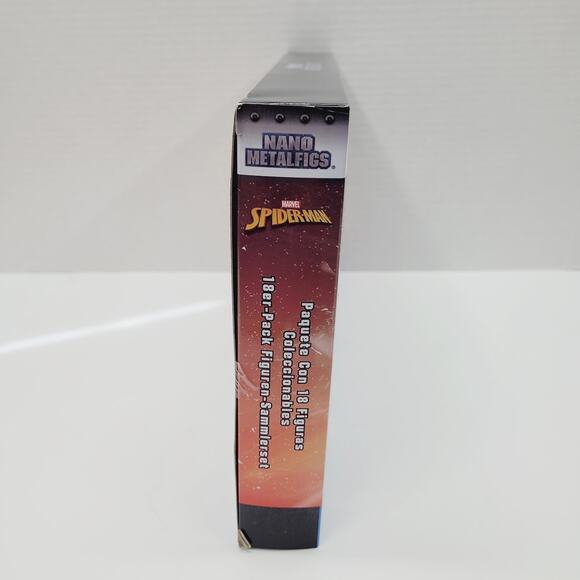 NANO
METALFIGS®
MARVEL
SPIDER-MAN
Paquete Con 18 Figuras
Coleccionables
18er-Pack Figuren-Sammlerset